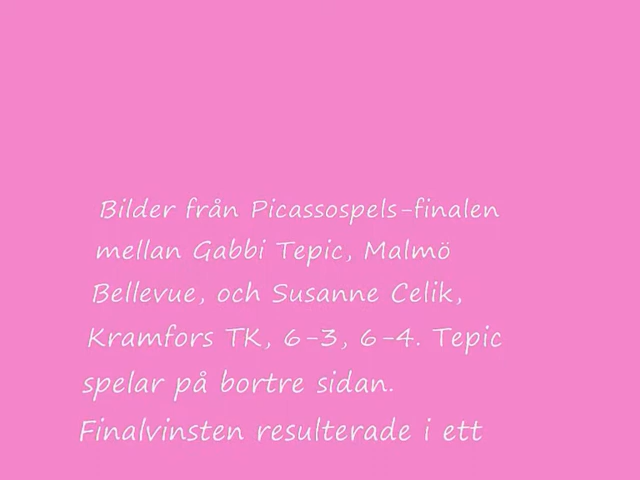 Bilder från Picassospels-finalen
mellan Gabbi Tepic, Malmö
Bellevue, och Susanne Celik,
Kramfors TK, 6-3, 6-4. Tepic
spelar på bortre sidan.
Finalvinsten resulterade i ett